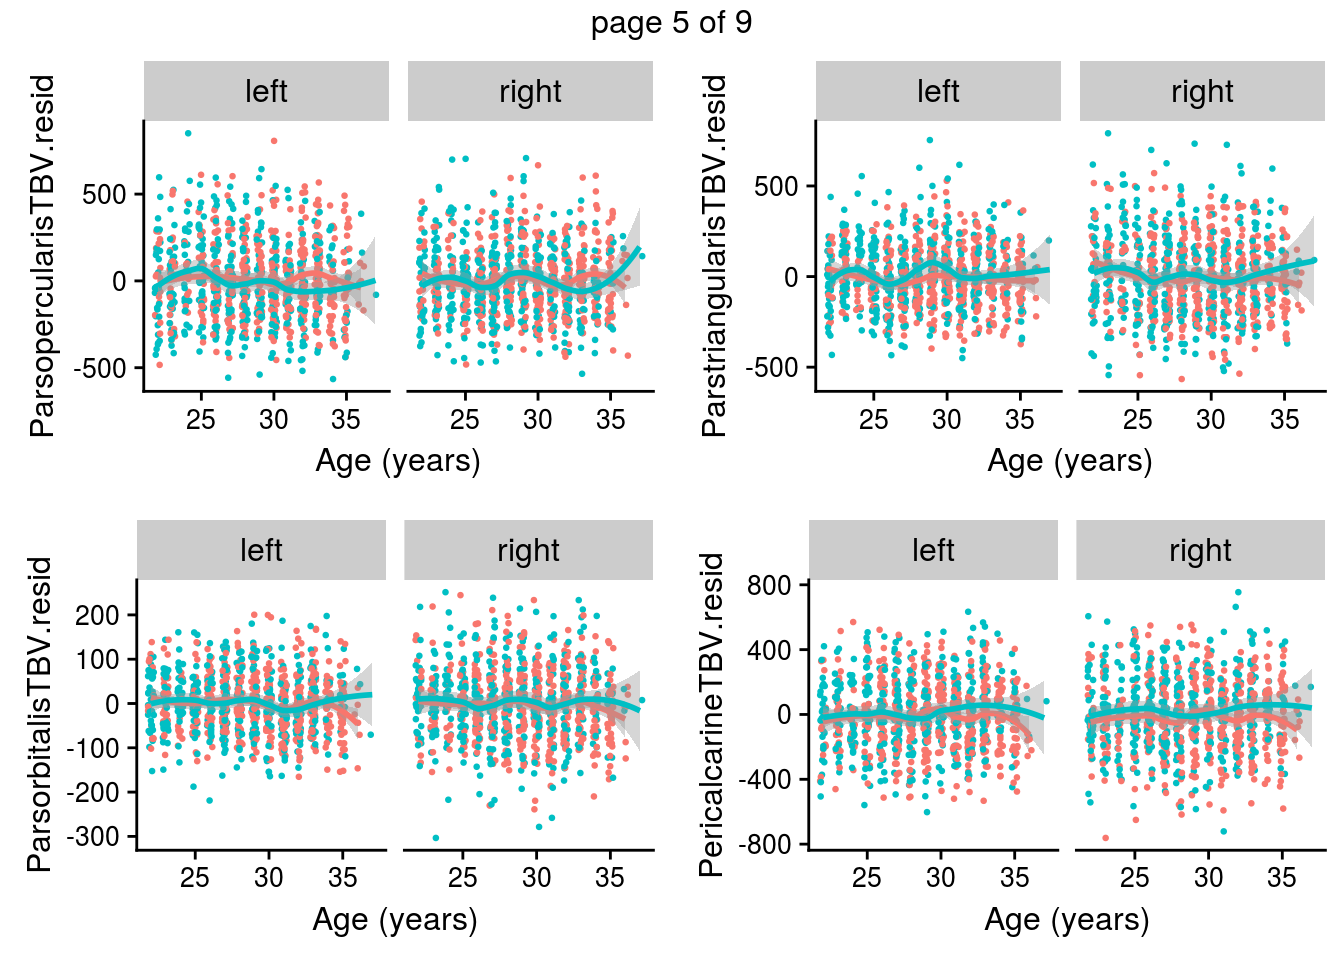 page 5 of 9
ParsopercularisTBV.resid
left
right
500
0
-500
25
30
35
25
30
35
Age (years)
ParstriangularisTBV.resid
left
right
500
0
-500
25
30
35
25
30
35
Age (years)
ParsorbitalisTBV.resid
left
right
200
100
0
-100
-200
-300
25
30
35
25
30
35
Age (years)
PericalcarineTBV.resid
left
right
800
400
0
-400
-800
25
30
35
25
30
35
Age (years)